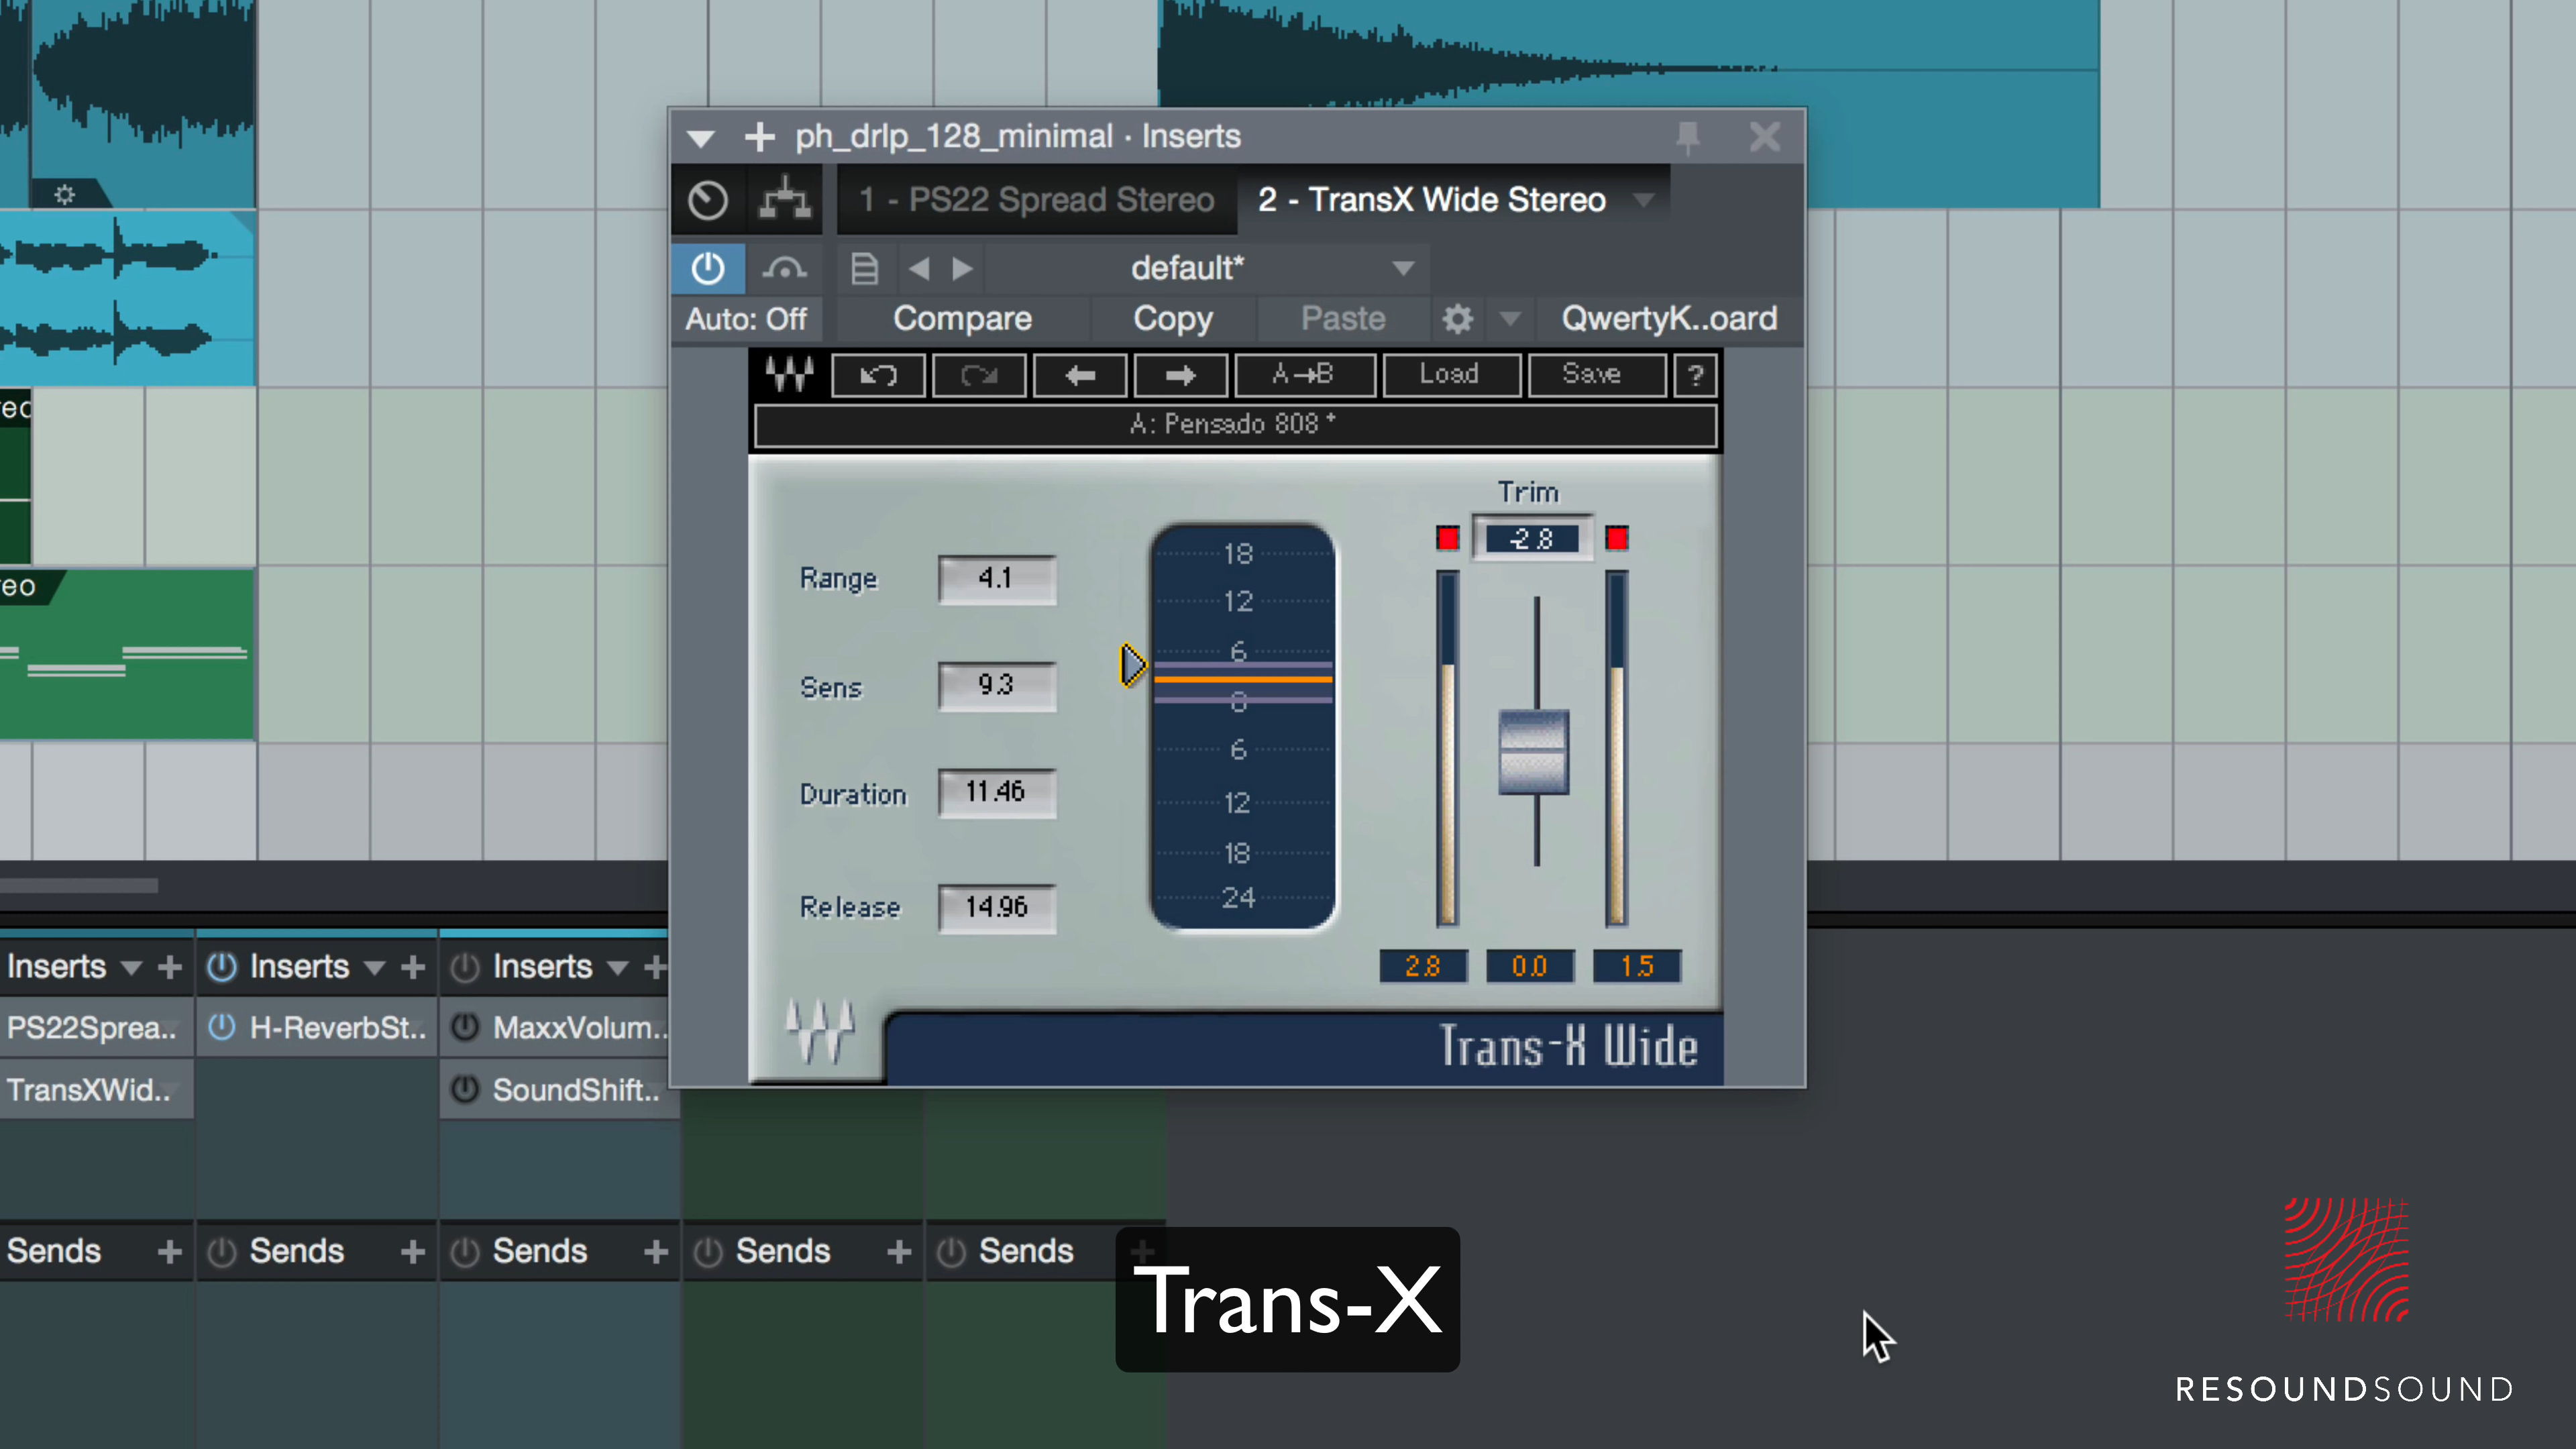 ph_drlp_128_minimal · Inserts
1 - PS22 Spread Stereo
2 - TransX Wide Stereo
default*
Auto: Off
Compare
Copy
Paste
QwertyK..oard
A→B
Load
Save
?
A: Pensado 808 *
Range
4.1
Sens
9.3
Duration
11.46
Release
14.96
18
12
6
0
6
12
18
24
Trim
-2.8
2.8
0.0
1.5
Trans-X Wide
eo
Inserts
Inserts
Inserts
PS22Sprea..
H-ReverbSt..
MaxxVolum..
TransXWid..
SoundShift..
Sends
Sends
Sends
Sends
Sends
Trans-X
RESOUNDSOUND